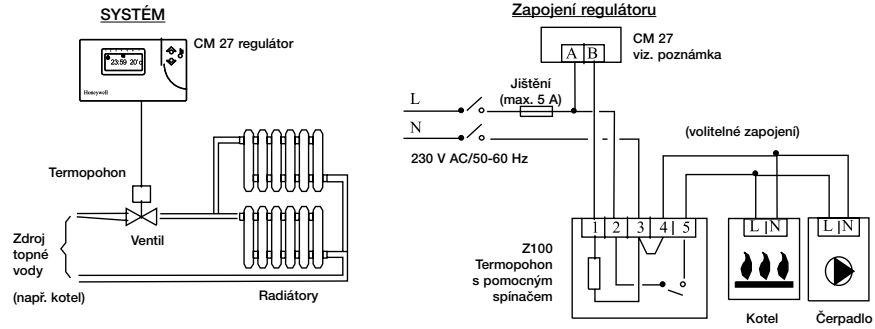 SYSTÉM
CM 27 regulátor
23:59 20°c
Honeywell
Termopohon
Ventil
Zdroj
topné
vody
(např. kotel)
Radiátory
Zapojení regulátoru
CM 27
viz. poznámka
A B
Jištění
(max. 5 A)
L
N
230 V AC/50-60 Hz
(volitelné zapojení)
1 2 3 4 5
Z100
Termopohon
s pomocným
spínačem
L N
L N
Kotel
Čerpadlo